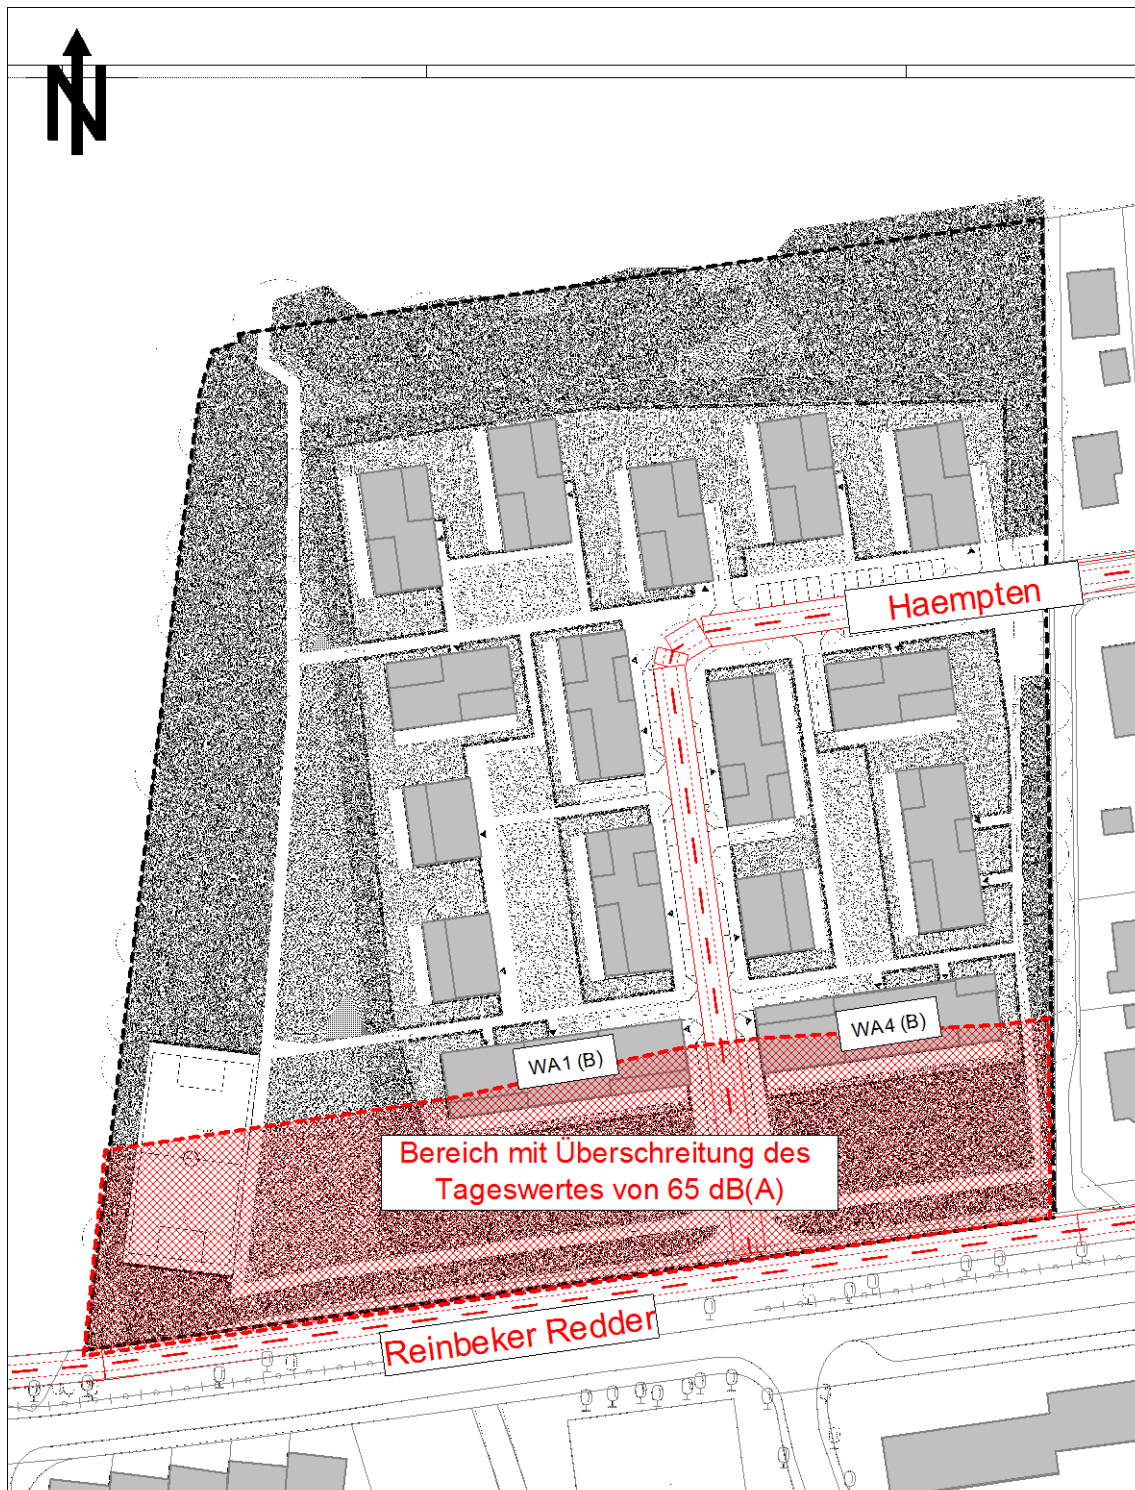 N
Haempten
WA4 (B)
WA1 (B)
Bereich mit Überschreitung des
Tageswertes von 65 dB(A)
Reinbeker Redder